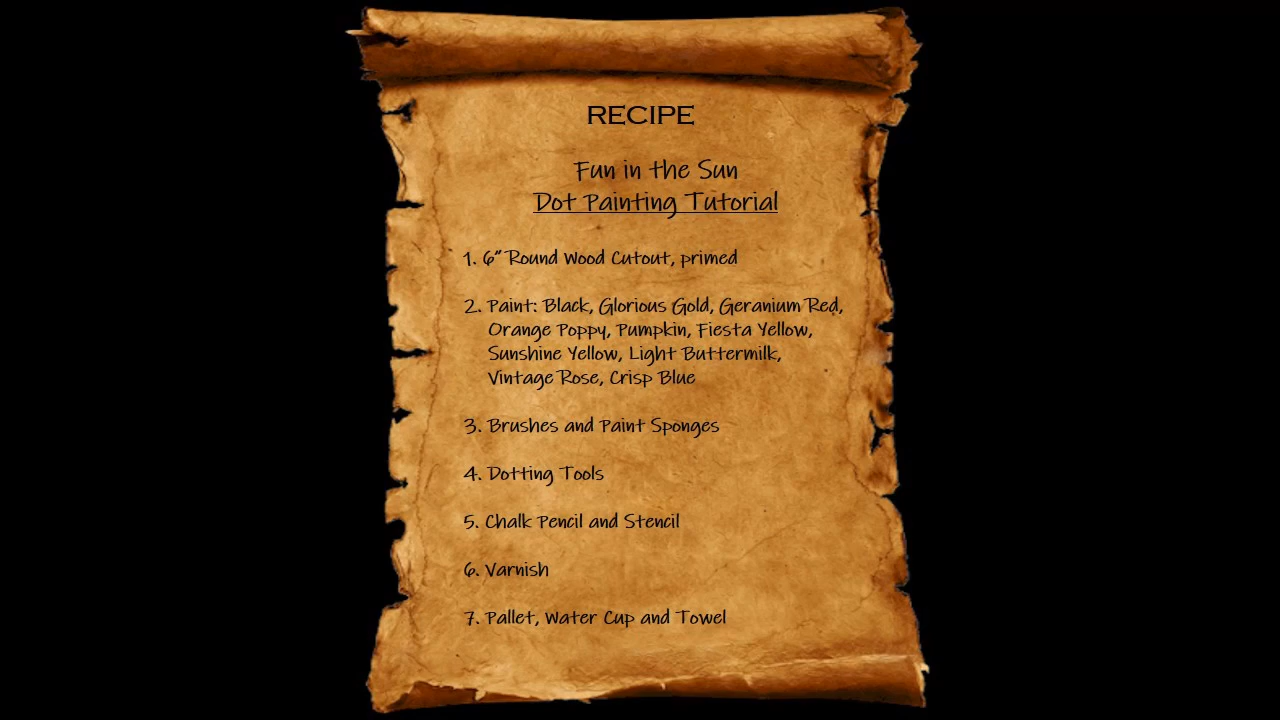 RECIPE
Fun in the Sun
Dot Painting Tutorial
1. 6” Round Wood Cutout, primed
2. Paint: Black, Glorious Gold, Geranium Red,
Orange Poppy, Pumpkin, Fiesta Yellow,
Sunshine Yellow, Light Buttermilk,
Vintage Rose, Crisp Blue
3. Brushes and Paint Sponges
4. Dotting Tools
5. Chalk Pencil and Stencil
6. Varnish
7. Pallet, Water Cup and Towel